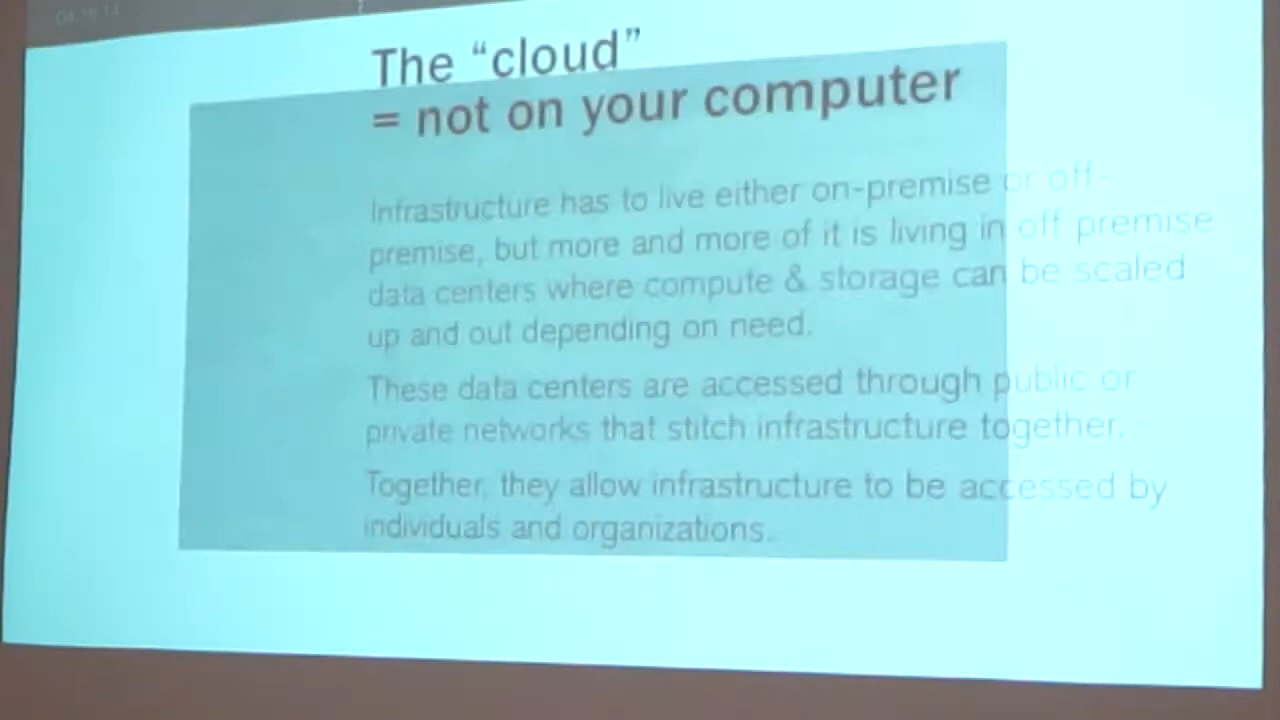 The “cloud”
= not on your computer
Infrastructure has to live either on-premise or off-
premise, but more and more of it is living in off premise
data centers where compute & storage can be scaled
up and out depending on need.
These data centers are accessed through public or
private networks that stitch infrastructure together.
Together, they allow infrastructure to be accessed by
individuals and organizations.